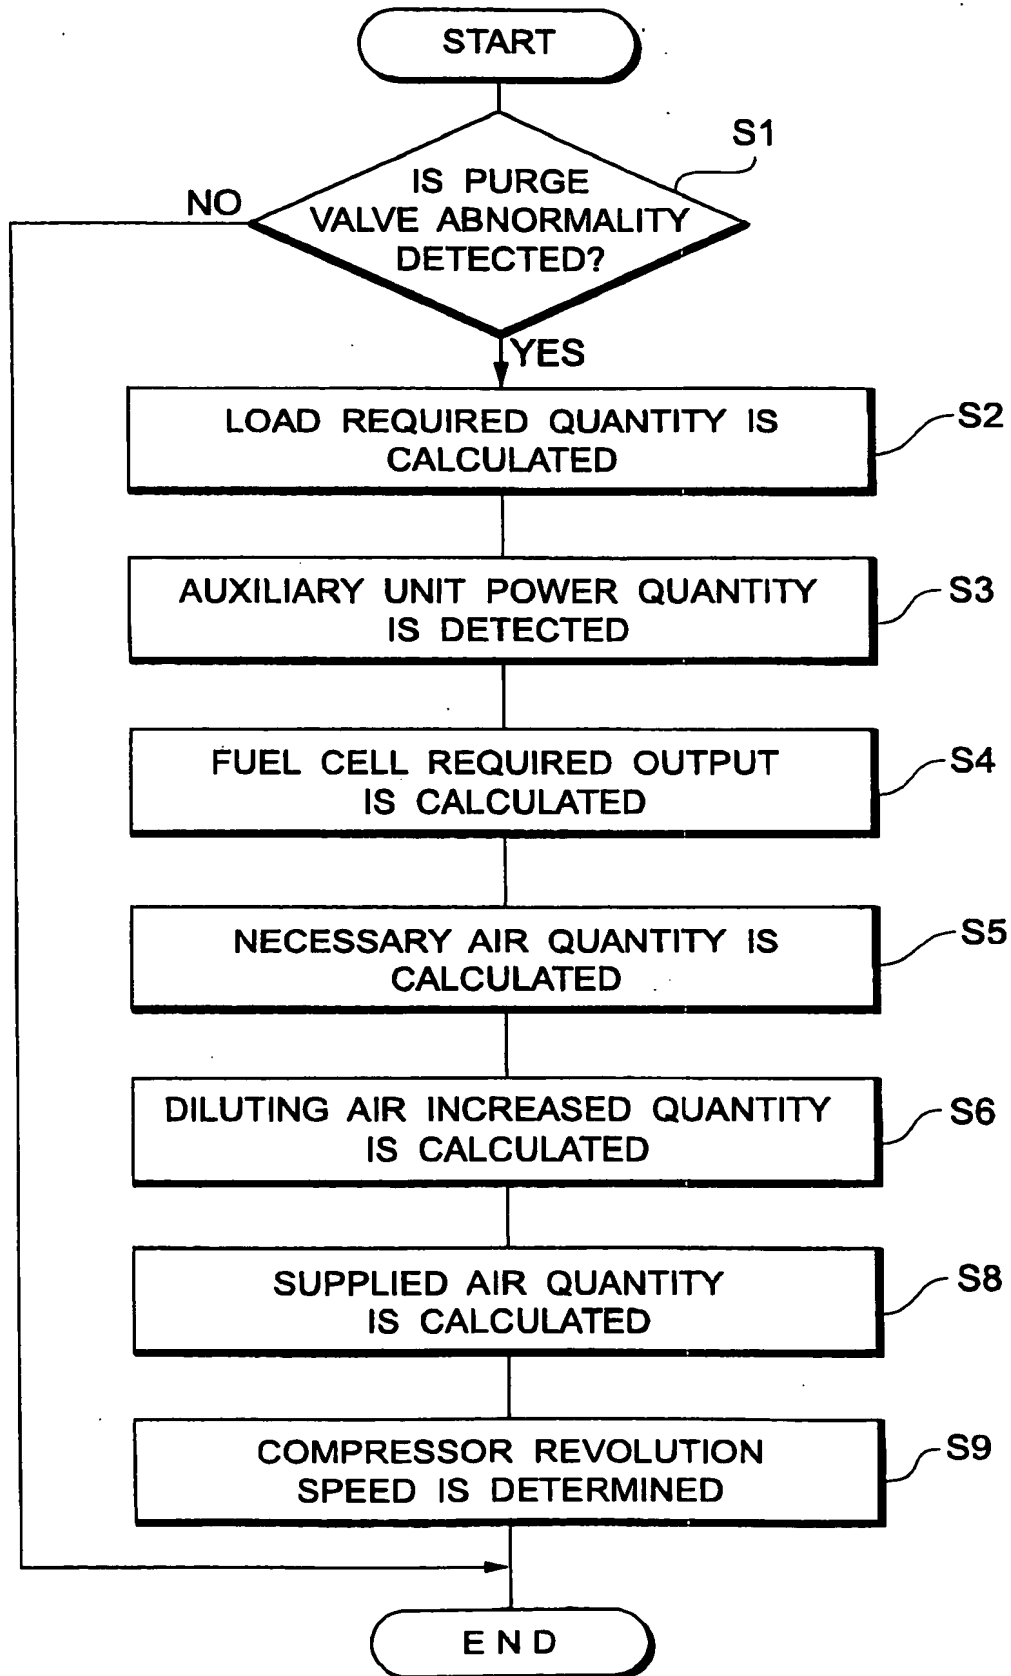 START
S1
IS PURGE
VALVE ABNORMALITY
DETECTED?
NO
YES
LOAD REQUIRED QUANTITY IS
CALCULATED
S2
AUXILIARY UNIT POWER QUANTITY
IS DETECTED
S3
FUEL CELL REQUIRED OUTPUT
IS CALCULATED
S4
NECESSARY AIR QUANTITY IS
CALCULATED
S5
DILUTING AIR INCREASED QUANTITY
IS CALCULATED
S6
SUPPLIED AIR QUANTITY
IS CALCULATED
S8
COMPRESSOR REVOLUTION
SPEED IS DETERMINED
S9
END